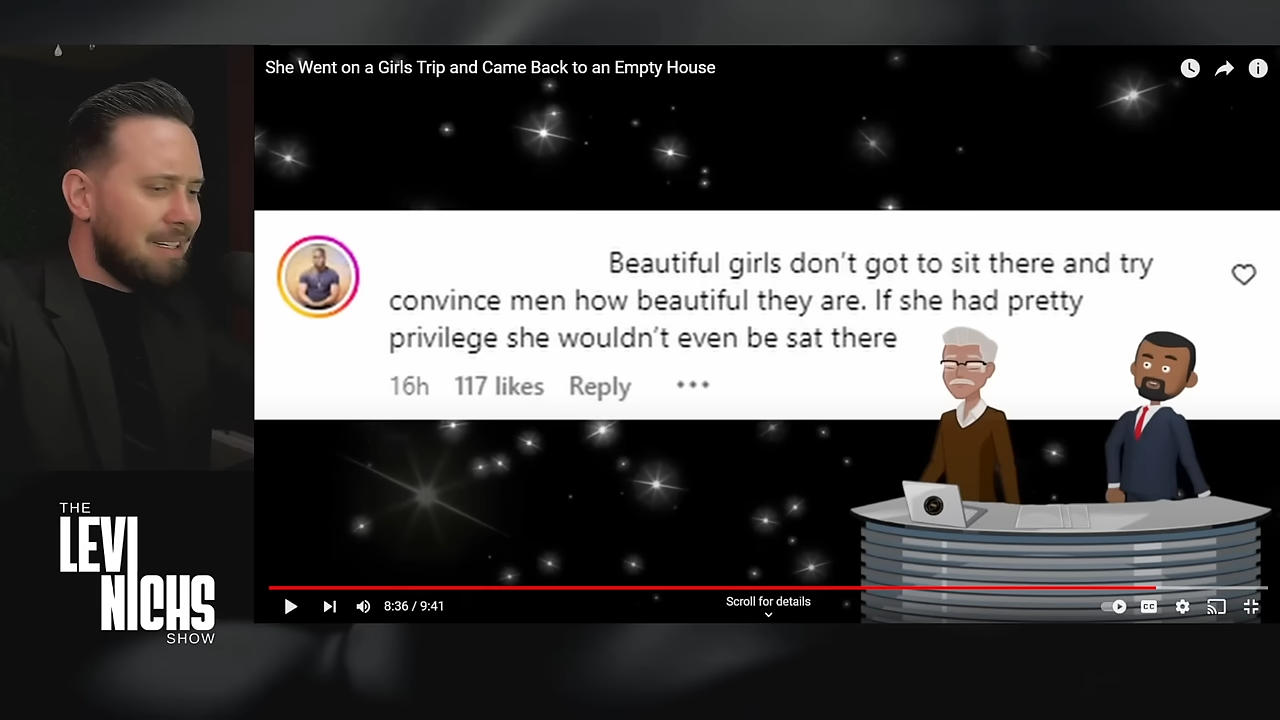 She Went on a Girls Trip and Came Back to an Empty House
Beautiful girls don't got to sit there and try
convince men how beautiful they are. If she had pretty
privilege she wouldn't even be sat there
16h 117 likes Reply
THE
LEVI
NICHS
SHOW
8:36 / 9:41
Scroll for details
CC